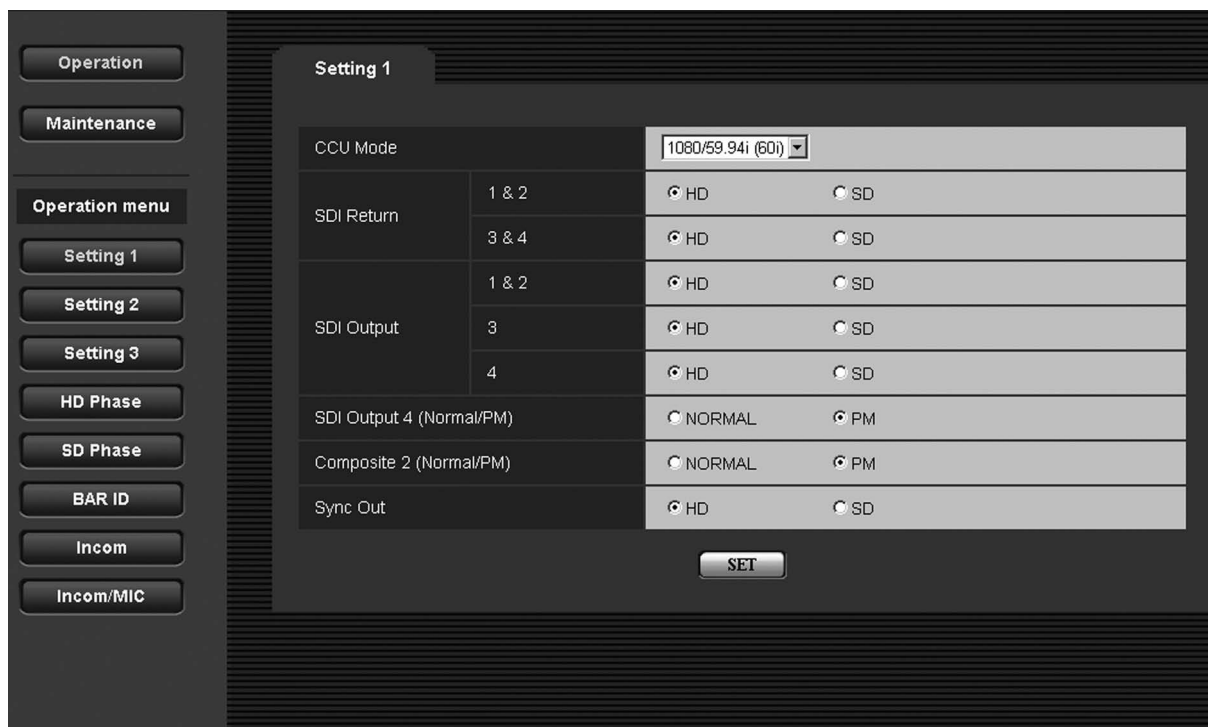 Operation
Maintenance
Operation menu
Setting 1
Setting 2
Setting 3
HD Phase
SD Phase
BAR ID
Incom
Incom/MIC
Setting 1
CCU Mode 1080/59.94i (60i)
SDI Return 1 & 2 HD SD
3 & 4 HD SD
SDI Output 1 & 2 HD SD
3 HD SD
4 HD SD
SDI Output 4 (Normal/PM) NORMAL PM
Composite 2 (Normal/PM) NORMAL PM
Sync Out HD SD
SET